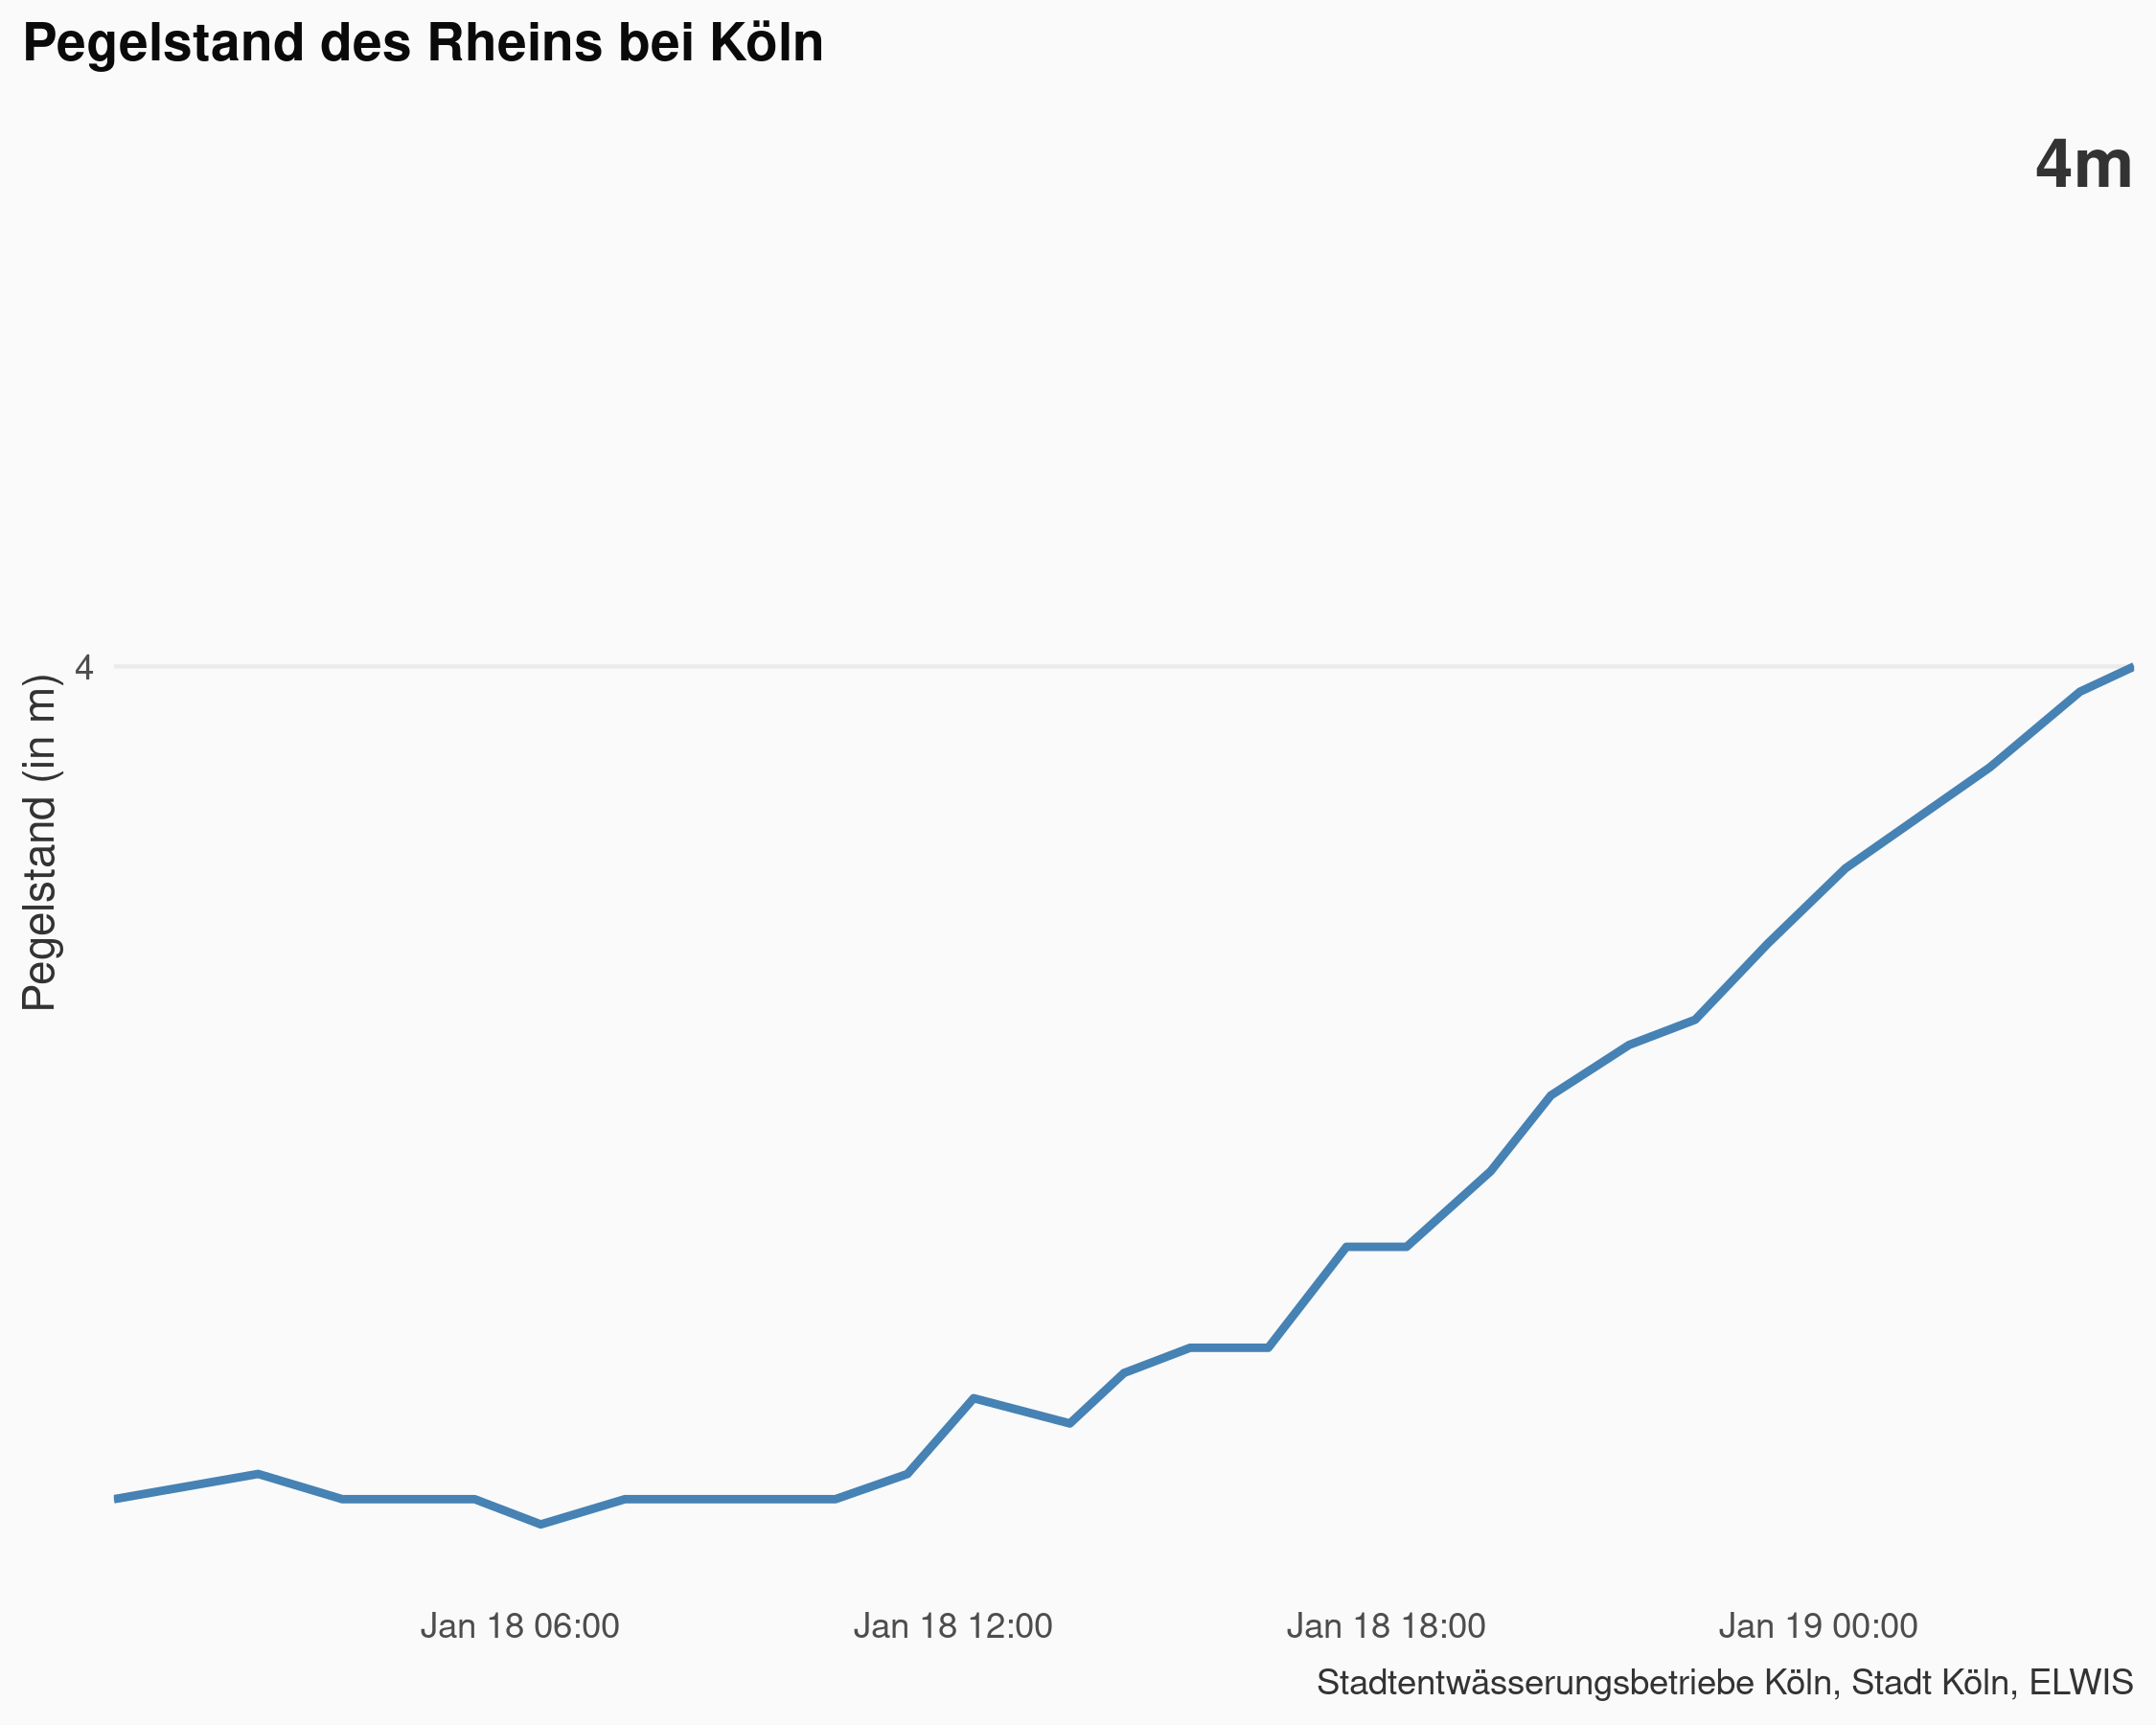 Pegelstand des Rheins bei Köln
4m
4
Pegelstand (in m)
Jan 18 06:00
Jan 18 12:00
Jan 18 18:00
Jan 19 00:00
Stadtentwässerungsbetriebe Köln, Stadt Köln, ELWIS